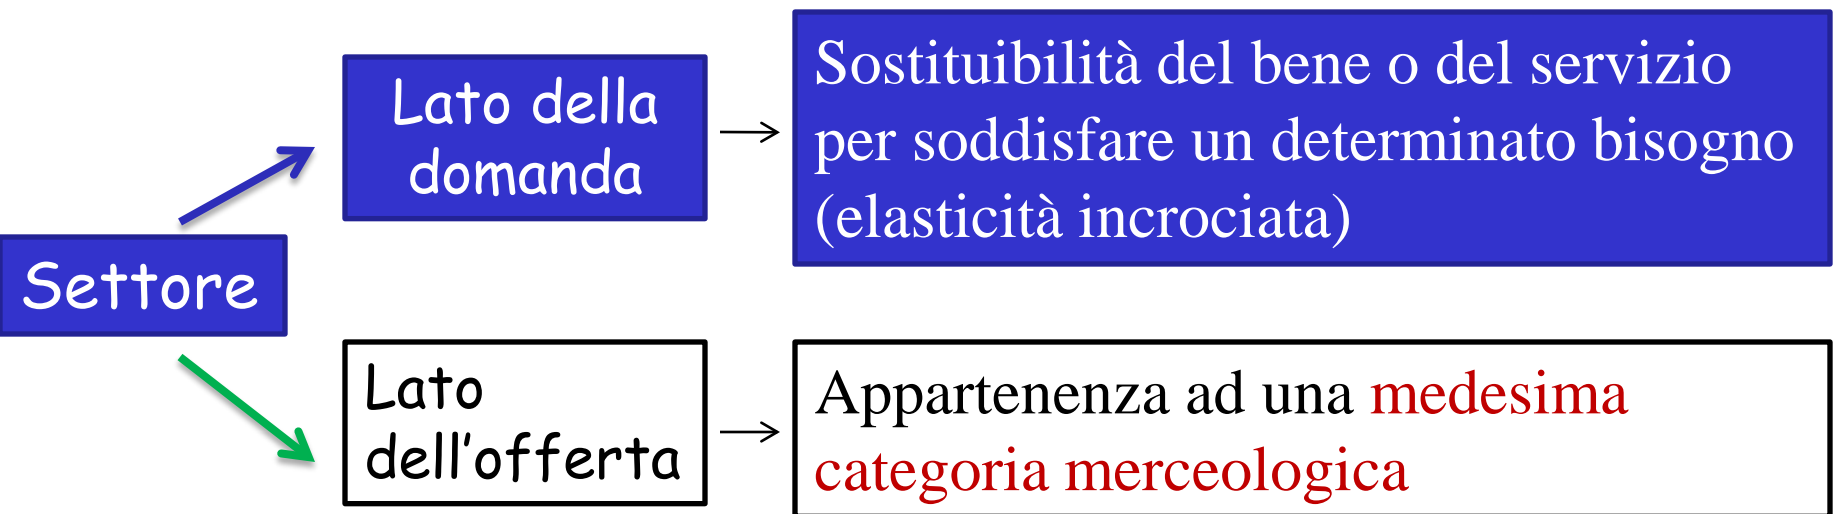 Settore
Lato della
domanda
Sostituibilità del bene o del servizio
per soddisfare un determinato bisogno
(elasticità incrociata)
Lato
dell’offerta
Appartenenza ad una medesima
categoria merceologica